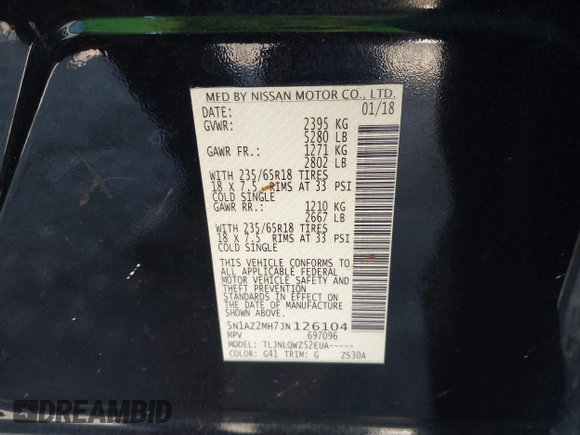 MFD BY NISSAN MOTOR CO., LTD.
DATE: 01/18
GVWR: 2395 KG
5280 LB
GAWR FR.: 1271 KG
2802 LB
WITH 235/65R18 TIRES
18 X 7.5 RIMS AT 33 PSI
COLD SINGLE
GAWR RR.: 1210 KG
2667 LB
WITH 235/65R18 TIRES
18 X 7.5 RIMS AT 33 PSI
COLD SINGLE
THIS VEHICLE CONFORMS TO
ALL APPLICABLE FEDERAL
MOTOR VEHICLE SAFETY AND
THEFT PREVENTION
STANDARDS IN EFFECT ON
THE DATE OF MANUFACTURE
SHOWN ABOVE.
5N1AZ2MH7JN126104
MPV 697096
MODEL: TLJNLQWZ52EUA-----
COLOR: G41 TRIM: G ZS30A
DREAMBID